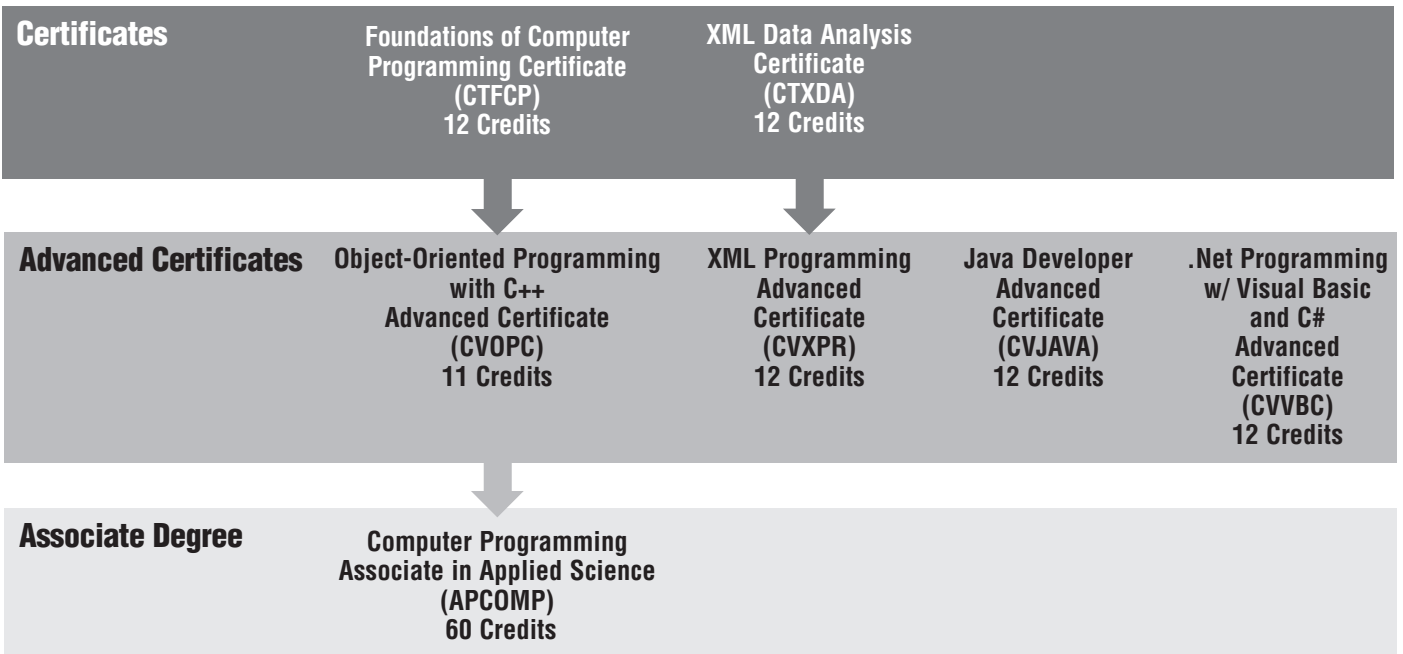 Certificates
Foundations of Computer
Programming Certificate
(CTFCP)
12 Credits
XML Data Analysis
Certificate
(CTXDA)
12 Credits
Advanced Certificates
Object-Oriented Programming
with C++
Advanced Certificate
(CVOPC)
11 Credits
XML Programming
Advanced
Certificate
(CVXPR)
12 Credits
Java Developer
Advanced
Certificate
(CVJAVA)
12 Credits
.Net Programming
w/ Visual Basic
and C#
Advanced
Certificate
(CVVBC)
12 Credits
Associate Degree
Computer Programming
Associate in Applied Science
(APCOMP)
60 Credits